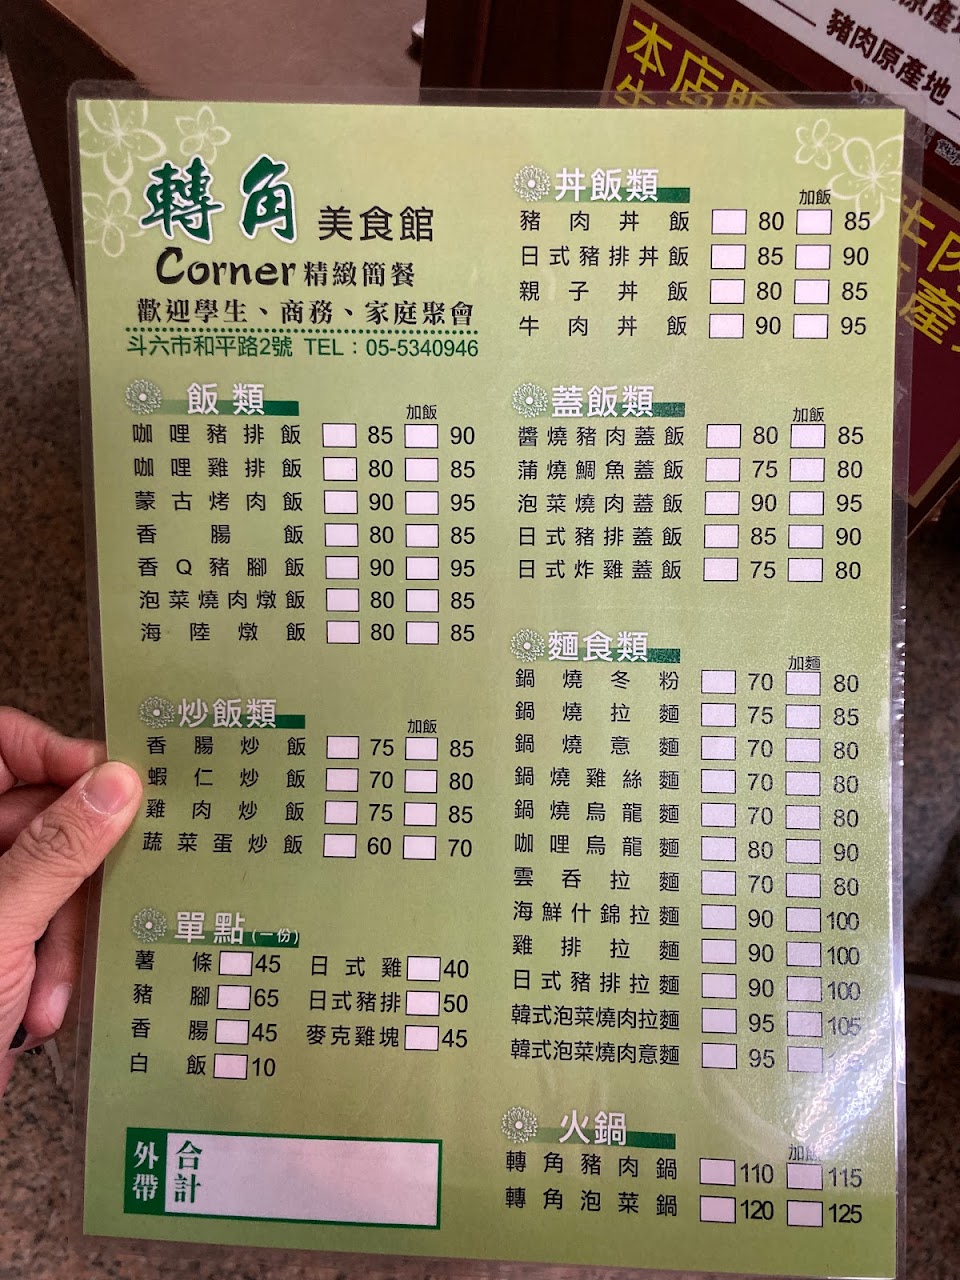 轉角 美食館
Corner 精緻簡餐
歡迎學生、商務、家庭聚會
斗六市和平路2號 TEL：05-5340946
飯類
加飯
咖哩豬排飯 85 90
咖哩雞排飯 80 85
蒙古烤肉飯 90 95
香腸飯 80 85
香Q豬腳飯 90 95
泡菜燒肉燉飯 80 85
海陸燉飯 80 85
炒飯類
加飯
香腸炒飯 75 85
蝦仁炒飯 70 80
雞肉炒飯 75 85
蔬菜蛋炒飯 60 70
單點(一份)
薯條 45 日式雞 40
豬腳 65 日式豬排 50
香腸 45 麥克雞塊 45
白飯 10
外帶 合計
丼飯類
加飯
豬肉丼飯 80 85
日式豬排丼飯 85 90
親子丼飯 80 85
牛肉丼飯 90 95
蓋飯類
加飯
醬燒豬肉蓋飯 80 85
蒲燒鯛魚蓋飯 75 80
泡菜燒肉蓋飯 90 95
日式豬排蓋飯 85 90
日式炸雞蓋飯 75 80
麵食類
加麵
鍋燒冬粉 70 80
鍋燒拉麵 75 85
鍋燒意麵 70 80
鍋燒雞絲麵 70 80
鍋燒烏龍麵 70 80
咖哩烏龍麵 80 90
雲吞拉麵 70 80
海鮮什錦拉麵 90 100
雞排拉麵 90 100
日式豬排拉麵 90 100
韓式泡菜燒肉拉麵 95 105
韓式泡菜燒肉意麵 95
火鍋
加飯
轉角豬肉鍋 110 115
轉角泡菜鍋 120 125
豬肉原產地
本店